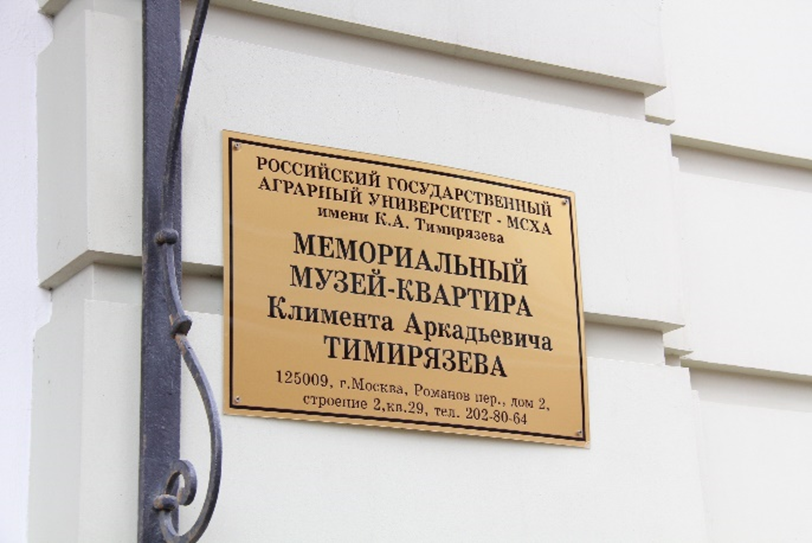 РОССИЙСКИЙ ГОСУДАРСТВЕННЫЙ
АГРАРНЫЙ УНИВЕРСИТЕТ - МСХА
имени К.А. Тимирязева
МЕМОРИАЛЬНЫЙ
МУЗЕЙ-КВАРТИРА
Климента Аркадьевича
ТИМИРЯЗЕВА
125009, г.Москва, Романов пер., дом 2,
строение 2,кв.29, тел. 202-80-64